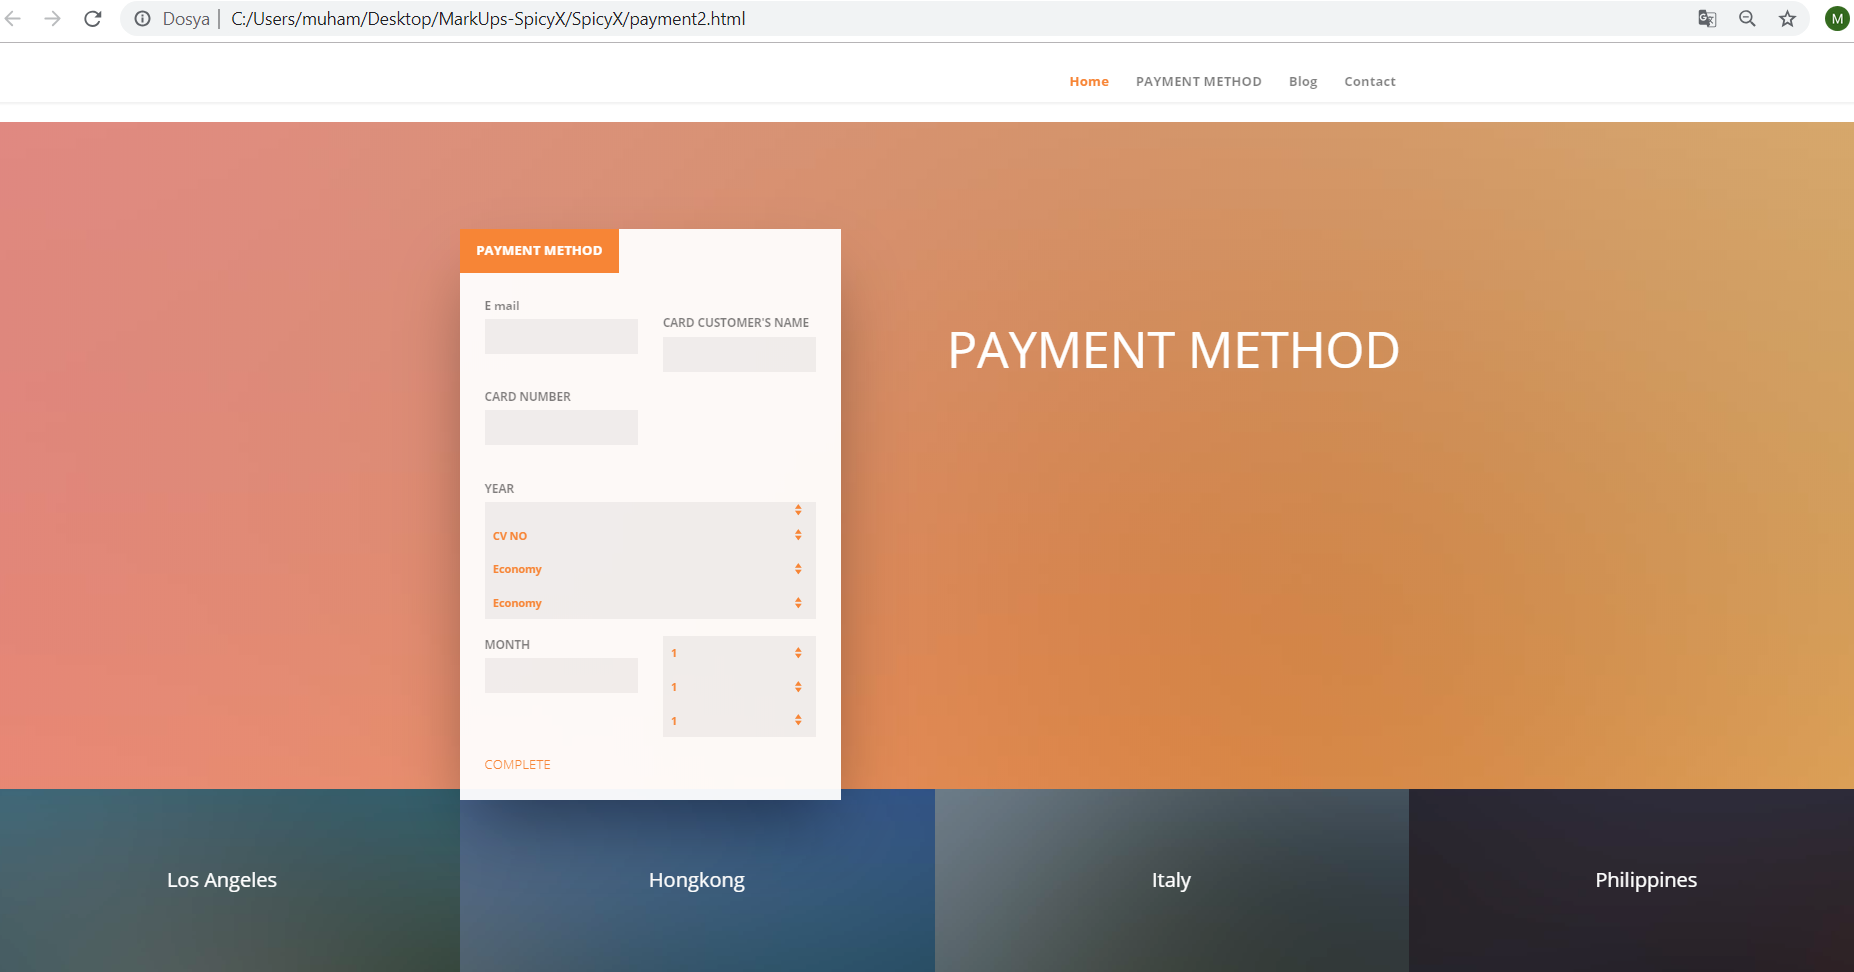 Dosya | C:/Users/muham/Desktop/MarkUps-SpicyX/SpicyX/payment2.html
M
Home PAYMENT METHOD Blog Contact
PAYMENT METHOD
E mail
CARD CUSTOMER'S NAME
CARD NUMBER
YEAR
CV NO
Economy
Economy
MONTH
1
1
1
COMPLETE
PAYMENT METHOD
Los Angeles
Hongkong
Italy
Philippines